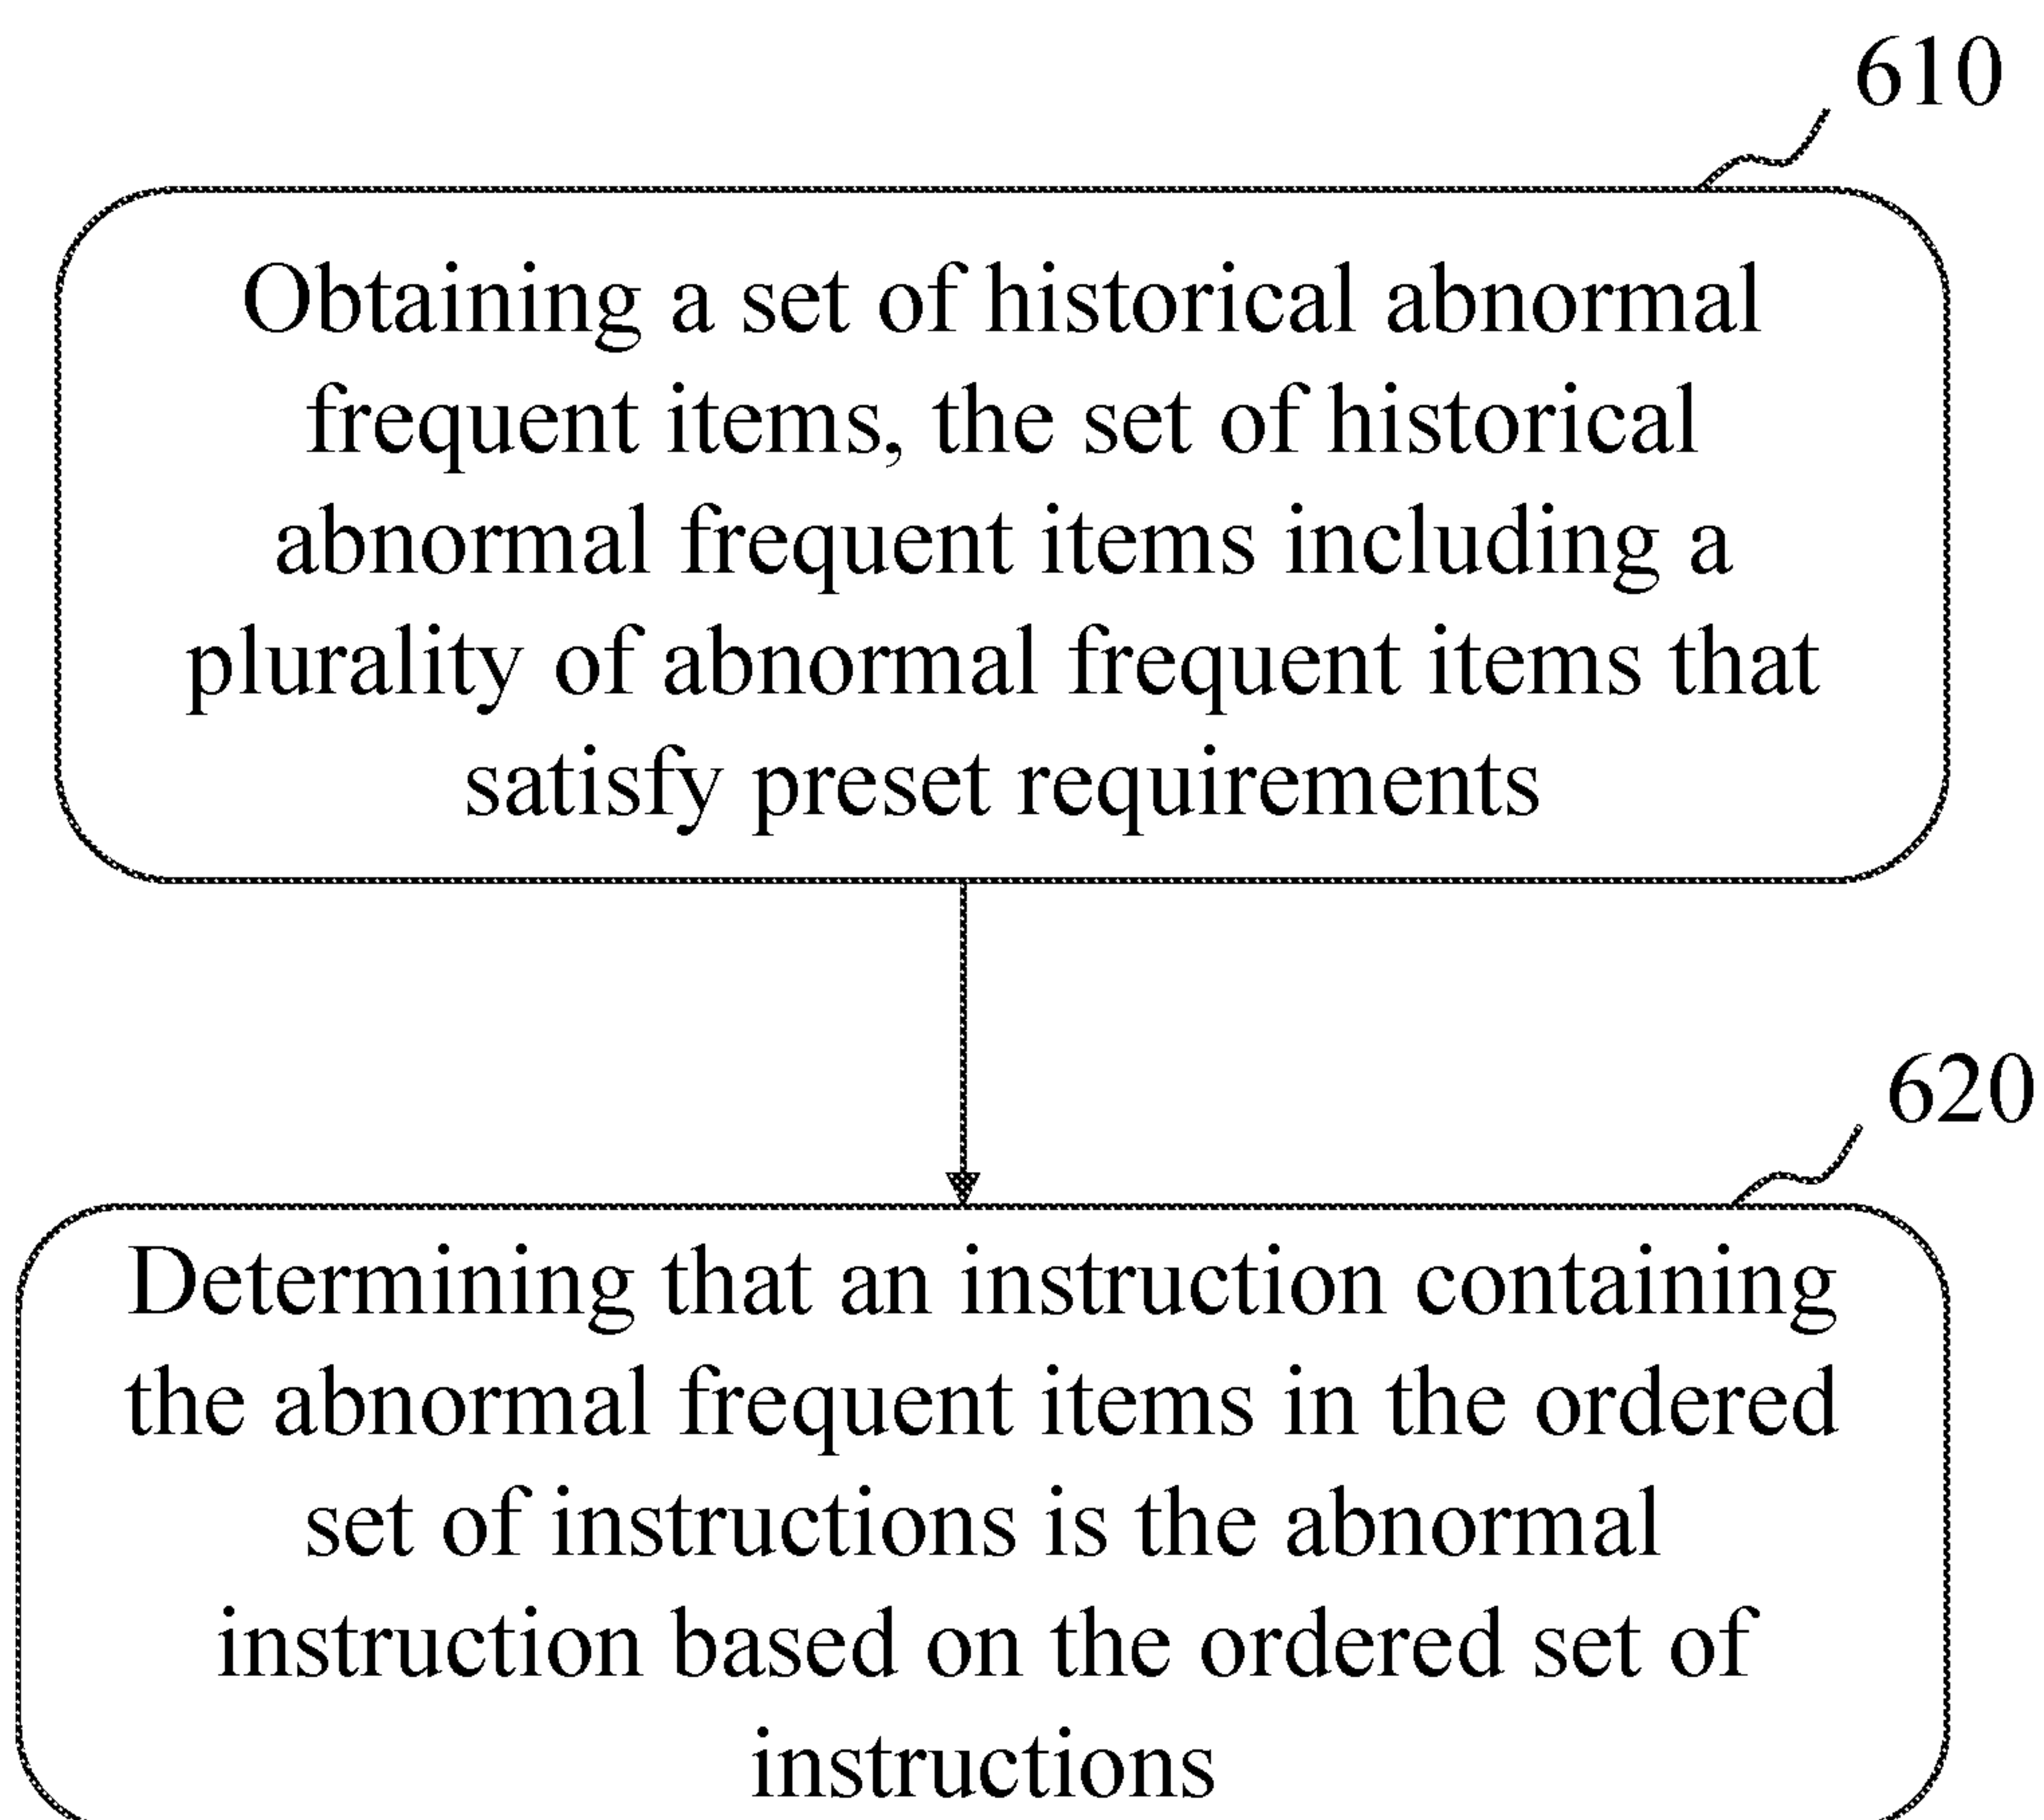 610
Obtaining a set of historical abnormal
frequent items, the set of historical
abnormal frequent items including a
plurality of abnormal frequent items that
satisfy preset requirements
620
Determining that an instruction containing
the abnormal frequent items in the ordered
set of instructions is the abnormal
instruction based on the ordered set of
instructions